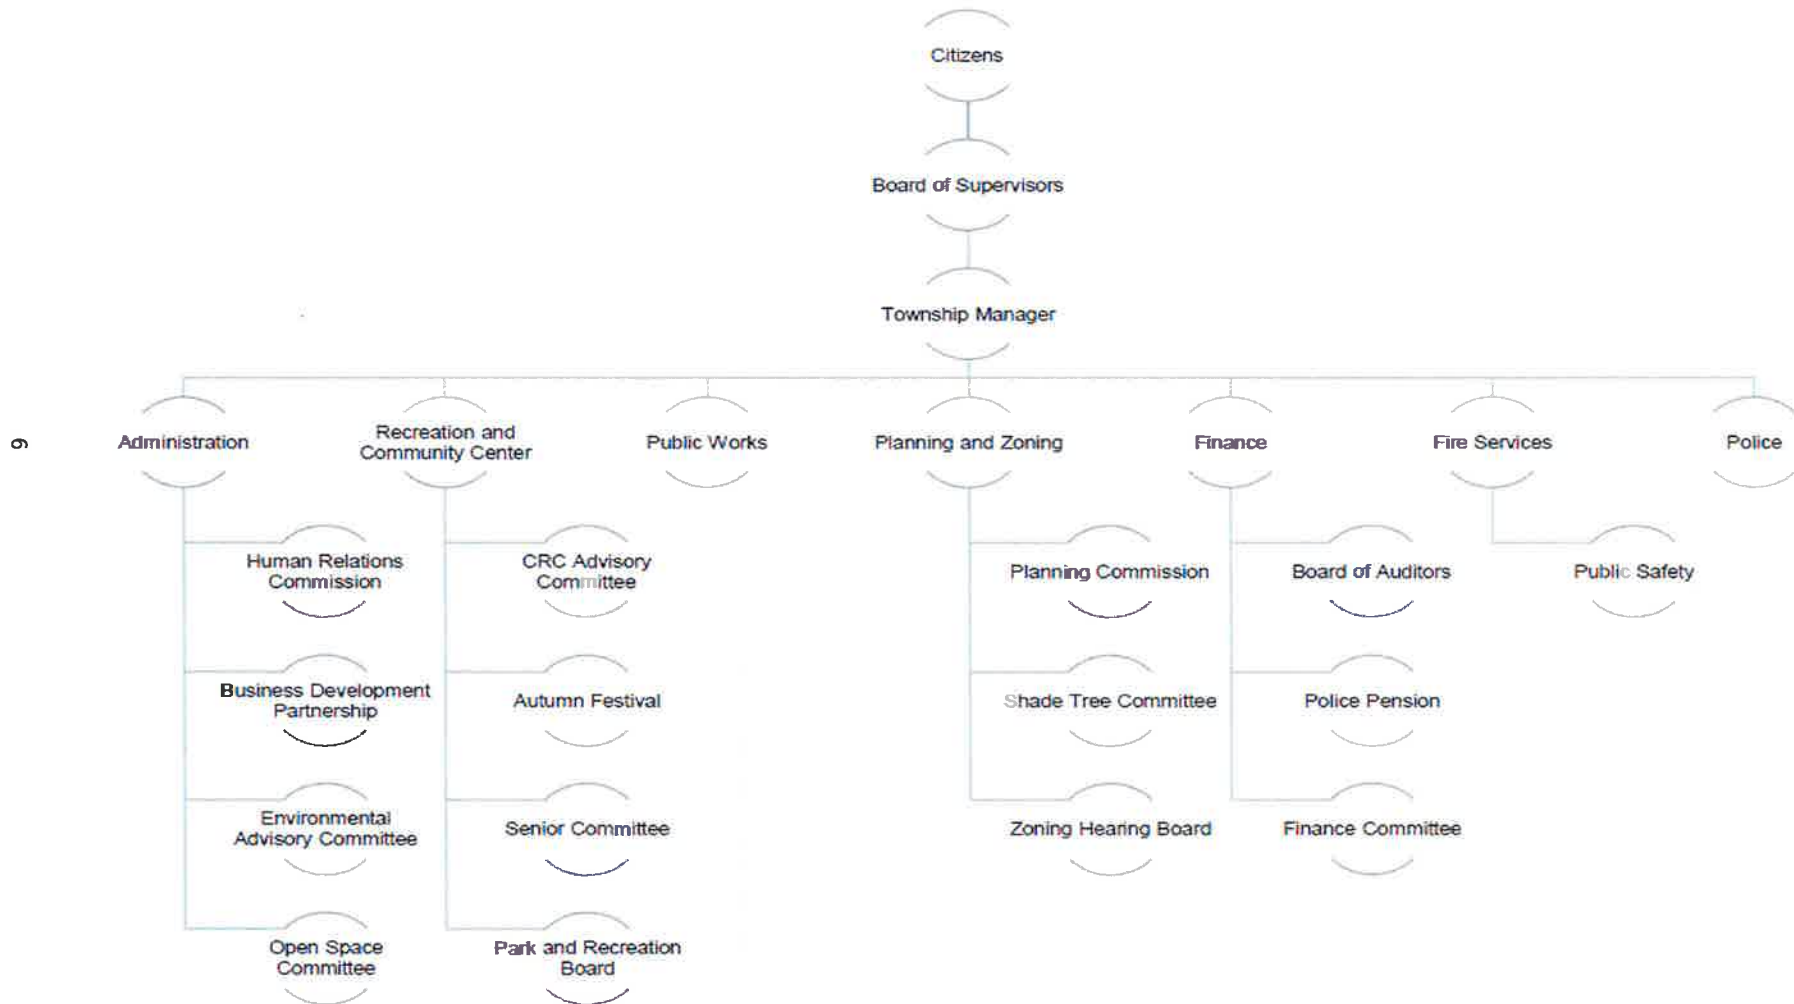 Citizens
Board of Supervisors
Township Manager
Administration
Recreation and
Community Center
Public Works
Planning and Zoning
Finance
Fire Services
Police
6
Human Relations
Commission
CRC Advisory
Committee
Planning Commission
Board of Auditors
Public Safety
Business Development
Partnership
Autumn Festival
Shade Tree Committee
Police Pension
Environmental
Advisory Committee
Senior Committee
Zoning Hearing Board
Finance Committee
Open Space
Committee
Park and Recreation
Board